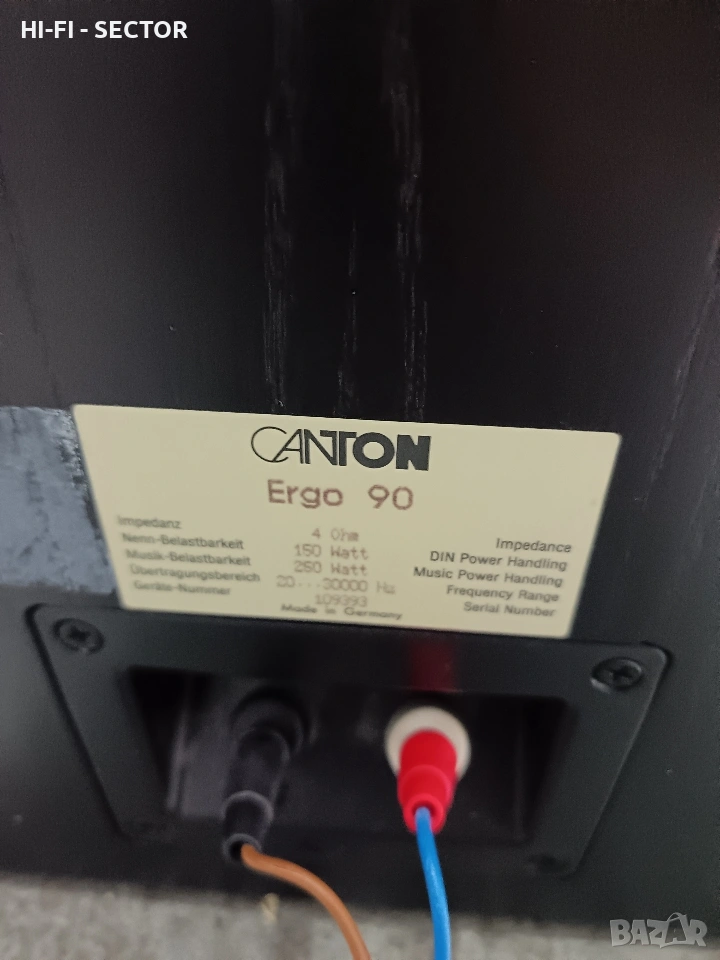 HI-FI - SECTOR
CANTON
Ergo 90
Impedanz 4 Ohm Impedance
Nenn-Belastbarkeit 150 Watt DIN Power Handling
Musik-Belastbarkeit 250 Watt Music Power Handling
Übertragungsbereich 20...30000 Hz Frequency Range
Geräte-Nummer 109393 Serial Number
Made in Germany
BAZAR